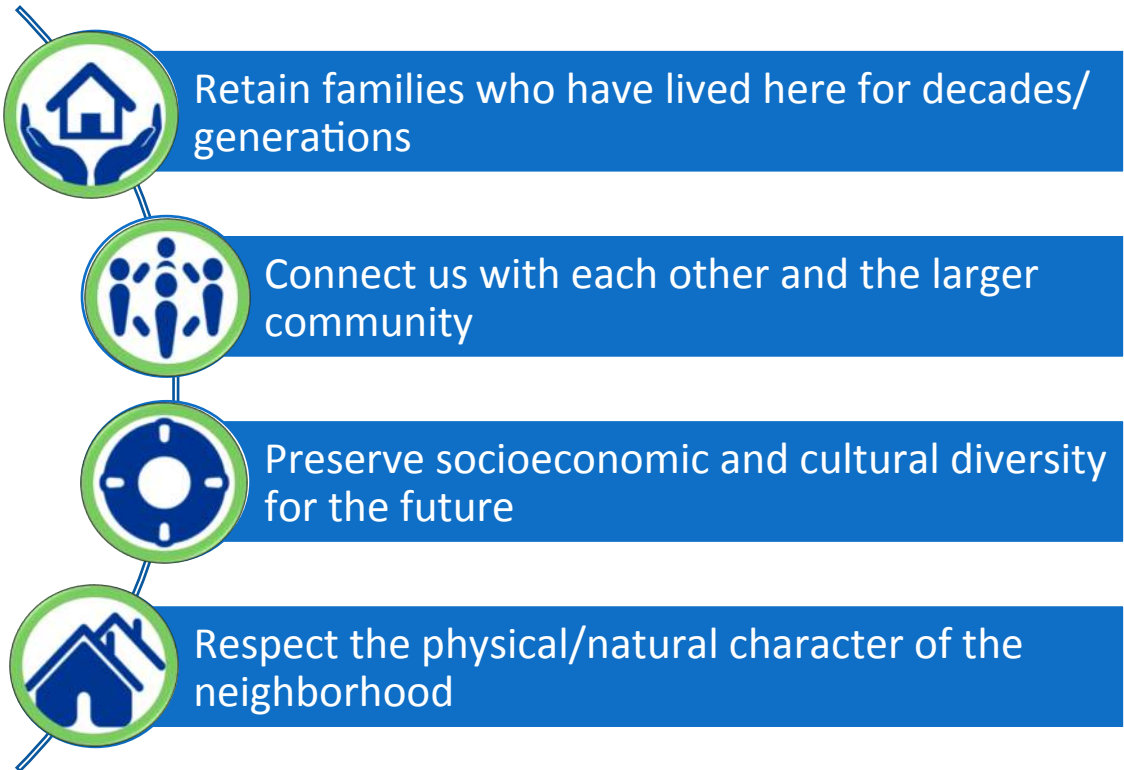 Retain families who have lived here for decades/
generations
Connect us with each other and the larger
community
Preserve socioeconomic and cultural diversity
for the future
Respect the physical/natural character of the
neighborhood